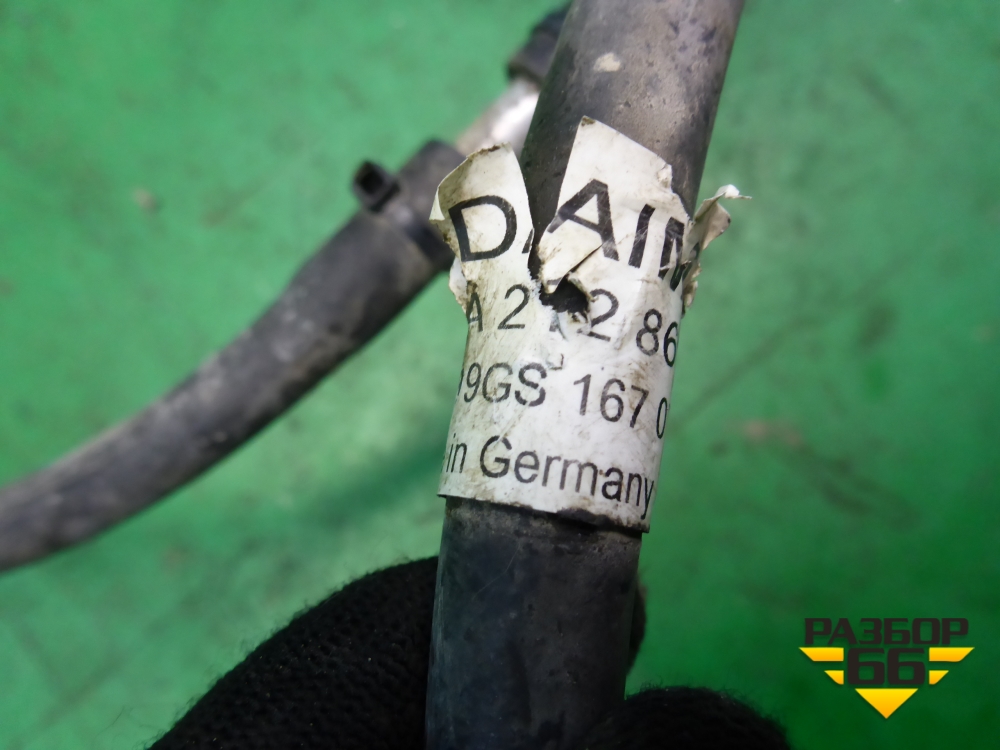 DAIM
A 2 2 86
9GS 167 0
in Germany
РАЗБОР
66